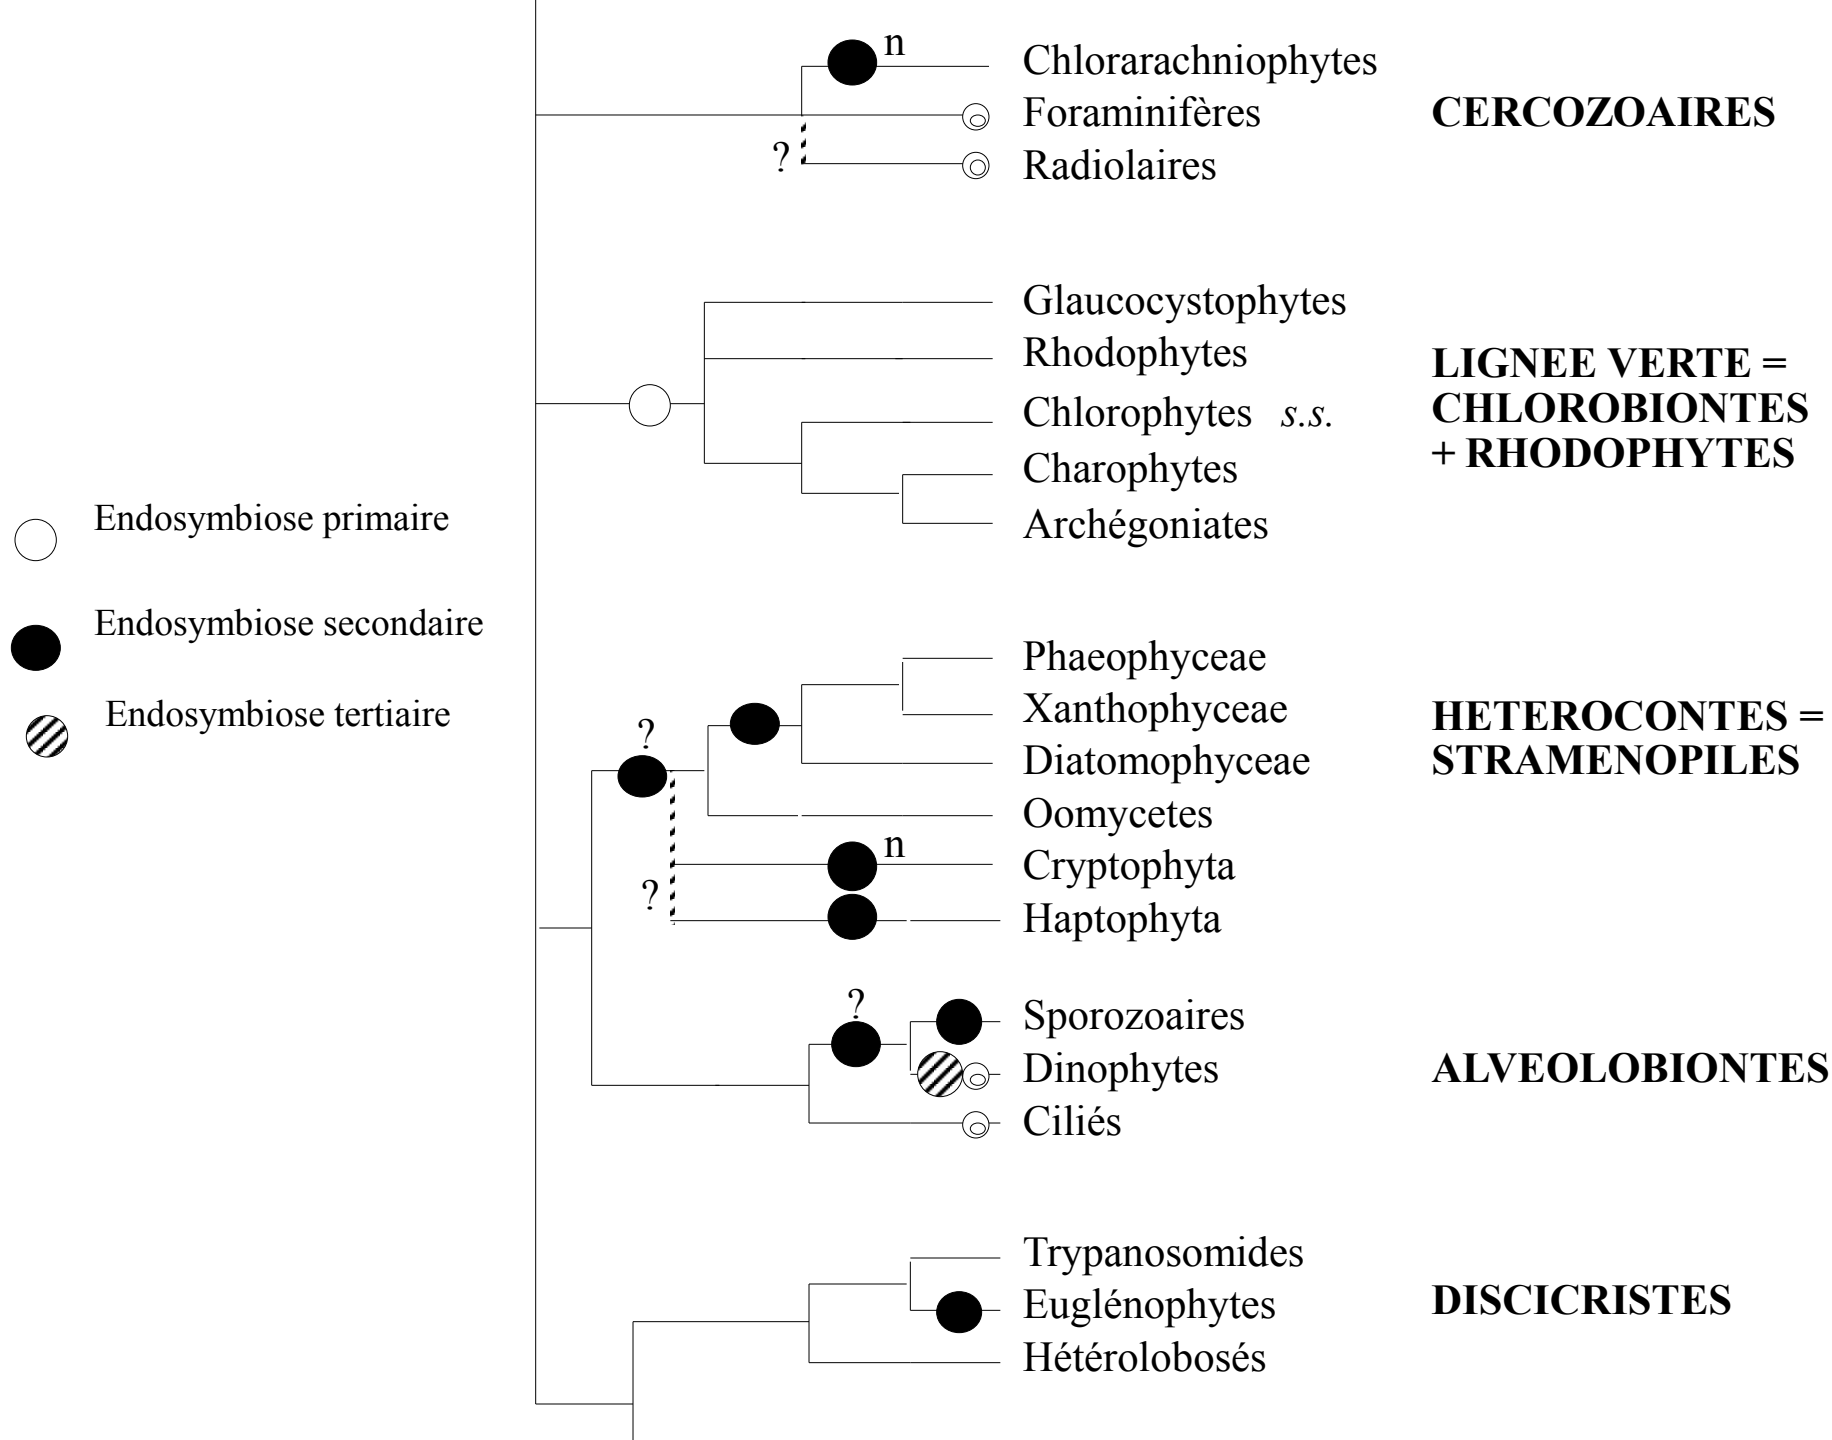 n
Chlorarachniophytes
Foraminifères
CERCOZOAIRES
?
Radiolaires
Glaucocystophytes
Rhodophytes
LIGNEE VERTE =
CHLOROBIONTES
+ RHODOPHYTES
Chlorophytes s.s.
Charophytes
Archégoniates
Endosymbiose primaire
Endosymbiose secondaire
Endosymbiose tertiaire
Phaeophyceae
Xanthophyceae
HETEROCONTES =
STRAMENOPILES
?
Diatomophyceae
Oomycetes
n
Cryptophyta
?
Haptophyta
?
Sporozoaires
Dinophytes
ALVEOLOBIONTES
Ciliés
Trypanosomides
Euglénophytes
DISCICRISTES
Hétérolobosés